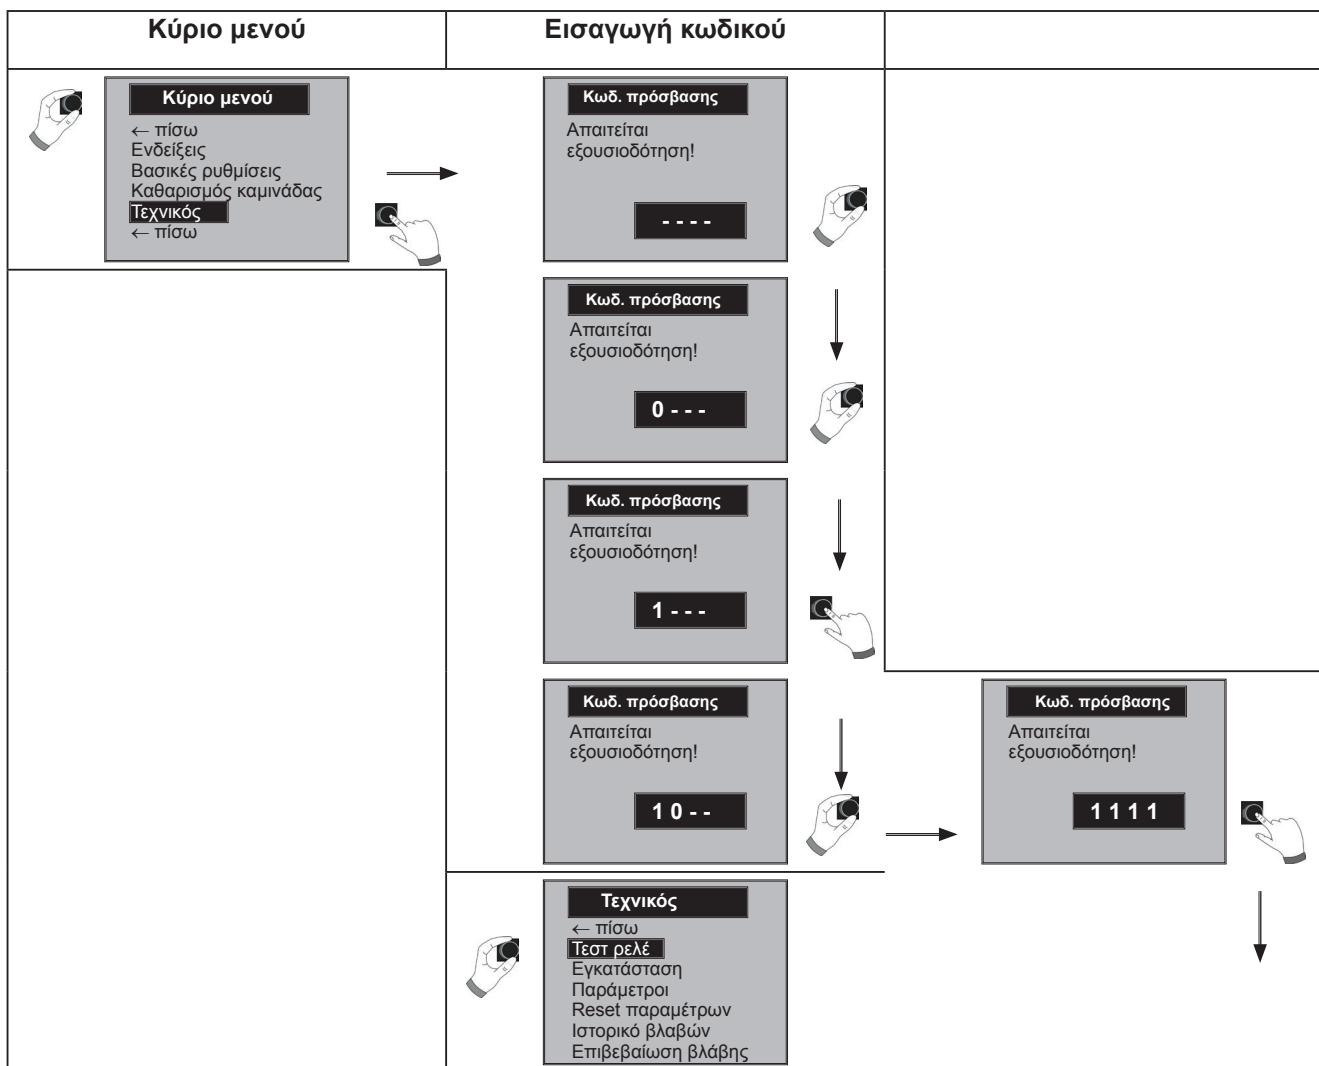 Κύριο μενού
Εισαγωγή κωδικού
Κύριο μενού
← πίσω
Ενδείξεις
Βασικές ρυθμίσεις
Καθαρισμός καμινάδας
Τεχνικός
← πίσω
Κωδ. πρόσβασης
Απαιτείται
εξουσιοδότηση!
- - - -
Κωδ. πρόσβασης
Απαιτείται
εξουσιοδότηση!
0 - - -
Κωδ. πρόσβασης
Απαιτείται
εξουσιοδότηση!
1 - - -
Κωδ. πρόσβασης
Απαιτείται
εξουσιοδότηση!
1 0 - -
Κωδ. πρόσβασης
Απαιτείται
εξουσιοδότηση!
1 1 1 1
Τεχνικός
← πίσω
Τεστ ρελέ
Εγκατάσταση
Παράμετροι
Reset παραμέτρων
Ιστορικό βλαβών
Επιβεβαίωση βλάβης